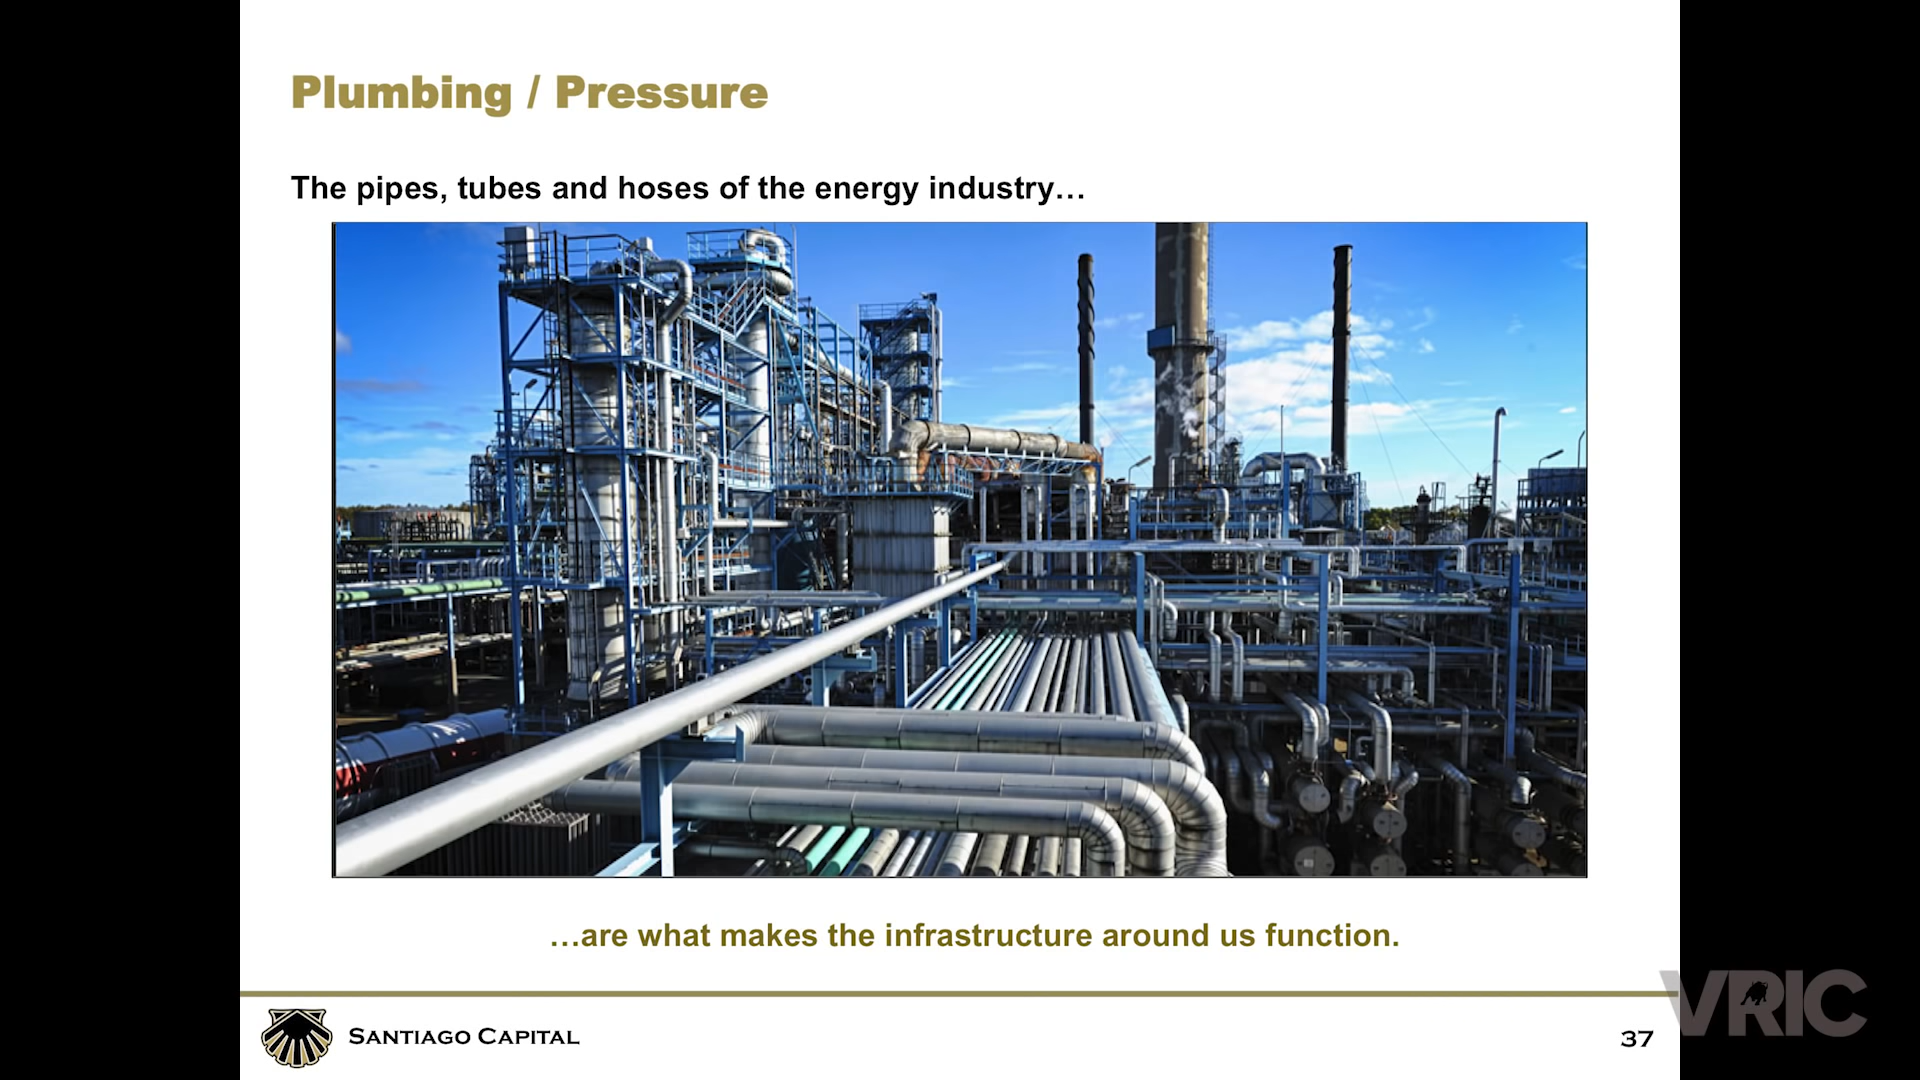 Plumbing / Pressure
The pipes, tubes and hoses of the energy industry…
…are what makes the infrastructure around us function.
SANTIAGO CAPITAL
37
VRIC